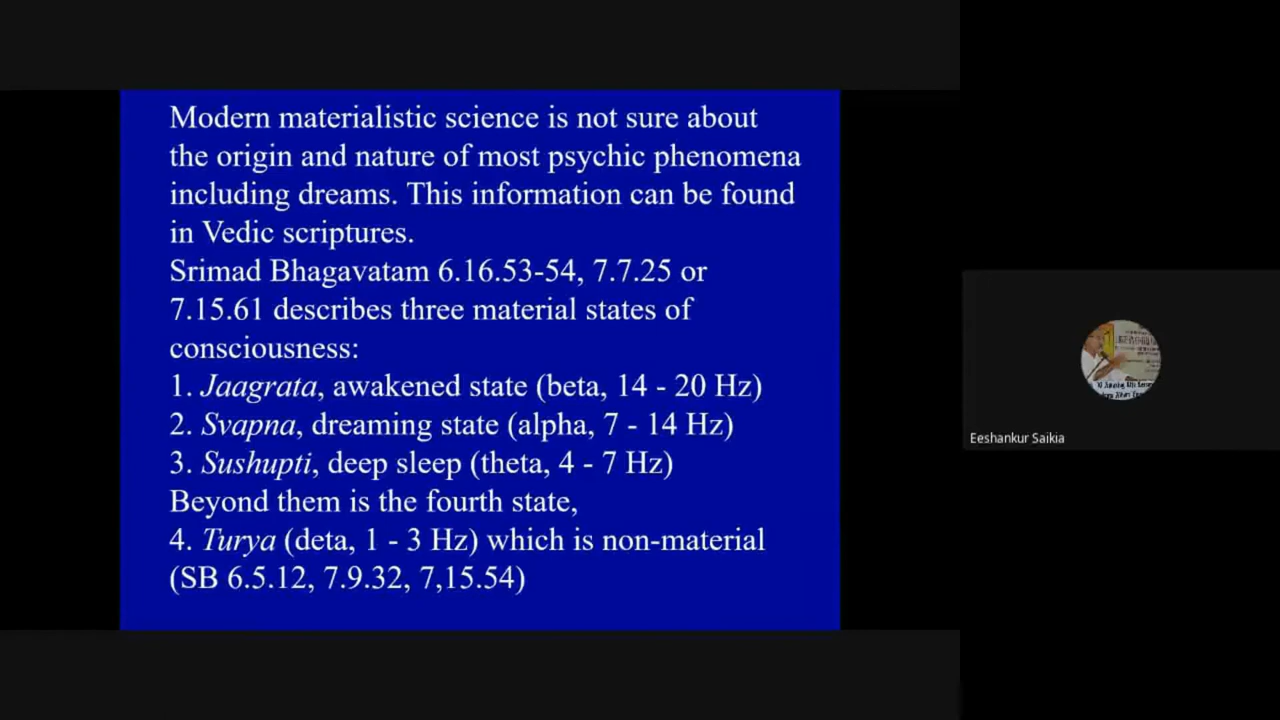 Modern materialistic science is not sure about
the origin and nature of most psychic phenomena
including dreams. This information can be found
in Vedic scriptures.
Srimad Bhagavatam 6.16.53-54, 7.7.25 or
7.15.61 describes three material states of
consciousness:
1. Jaagrata, awakened state (beta, 14 - 20 Hz)
2. Svapna, dreaming state (alpha, 7 - 14 Hz)
3. Sushupti, deep sleep (theta, 4 - 7 Hz)
Beyond them is the fourth state,
4. Turya (deta, 1 - 3 Hz) which is non-material
(SB 6.5.12, 7.9.32, 7,15.54)
Eeshankur Saikia